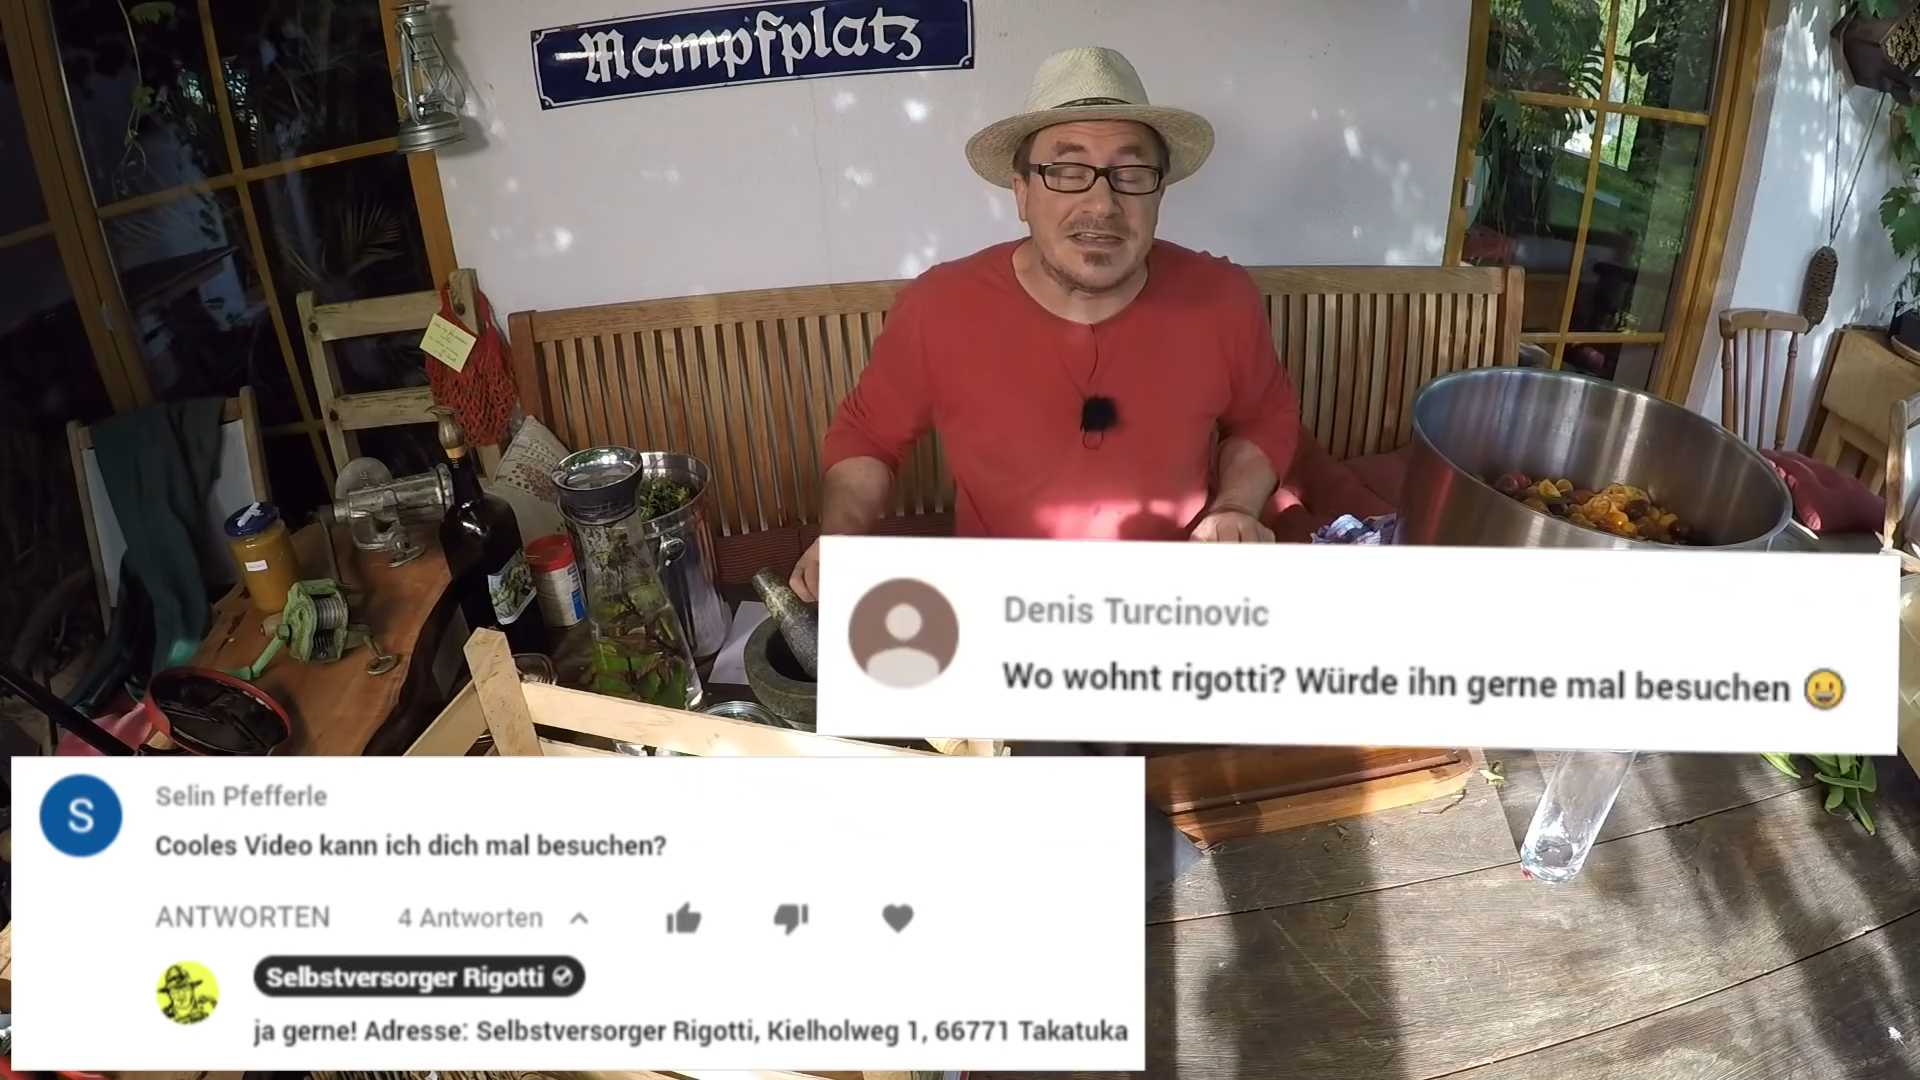 Mampfplatz
Denis Turcinovic
Wo wohnt rigotti? Würde ihn gerne mal besuchen 😀
S
Selin Pfefferle
Cooles Video kann ich dich mal besuchen?
ANTWORTEN 4 Antworten
Selbstversorger Rigotti
ja gerne! Adresse: Selbstversorger Rigotti, Kielholweg 1, 66771 Takatuka